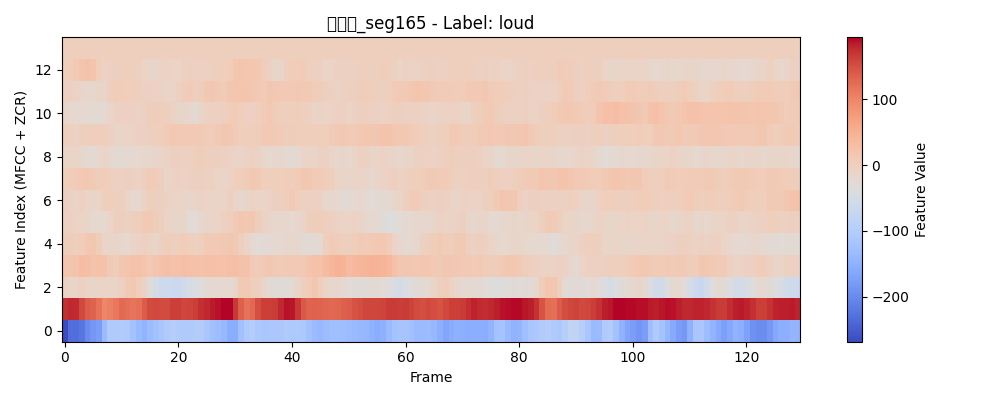 _seg165 - Label: loud
Feature Index (MFCC + ZCR)
12
10
8
6
4
2
0
0 20 40 60 80 100 120
Frame
100
0
−100
−200
Feature Value